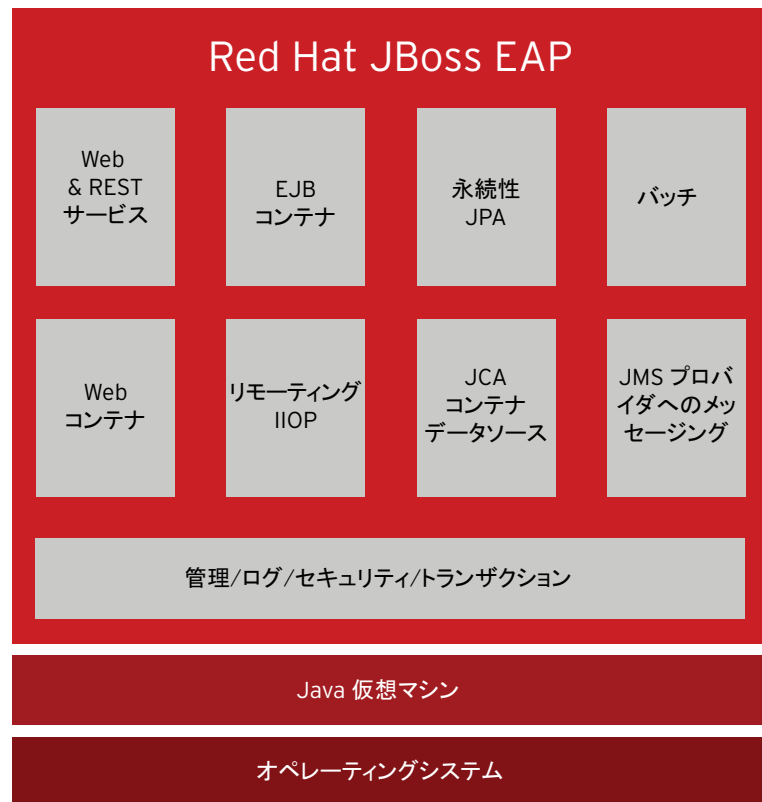 Red Hat JBoss EAP
Web
& REST
サービス
EJB
コンテナ
永続性
JPA
バッチ
Web
コンテナ
リモーティング
IIOP
JCA
コンテナ
データソース
JMS プロバ
イダへのメッ
セージング
管理/ログ/セキュリティ/トランザクション
Java 仮想マシン
オペレーティングシステム